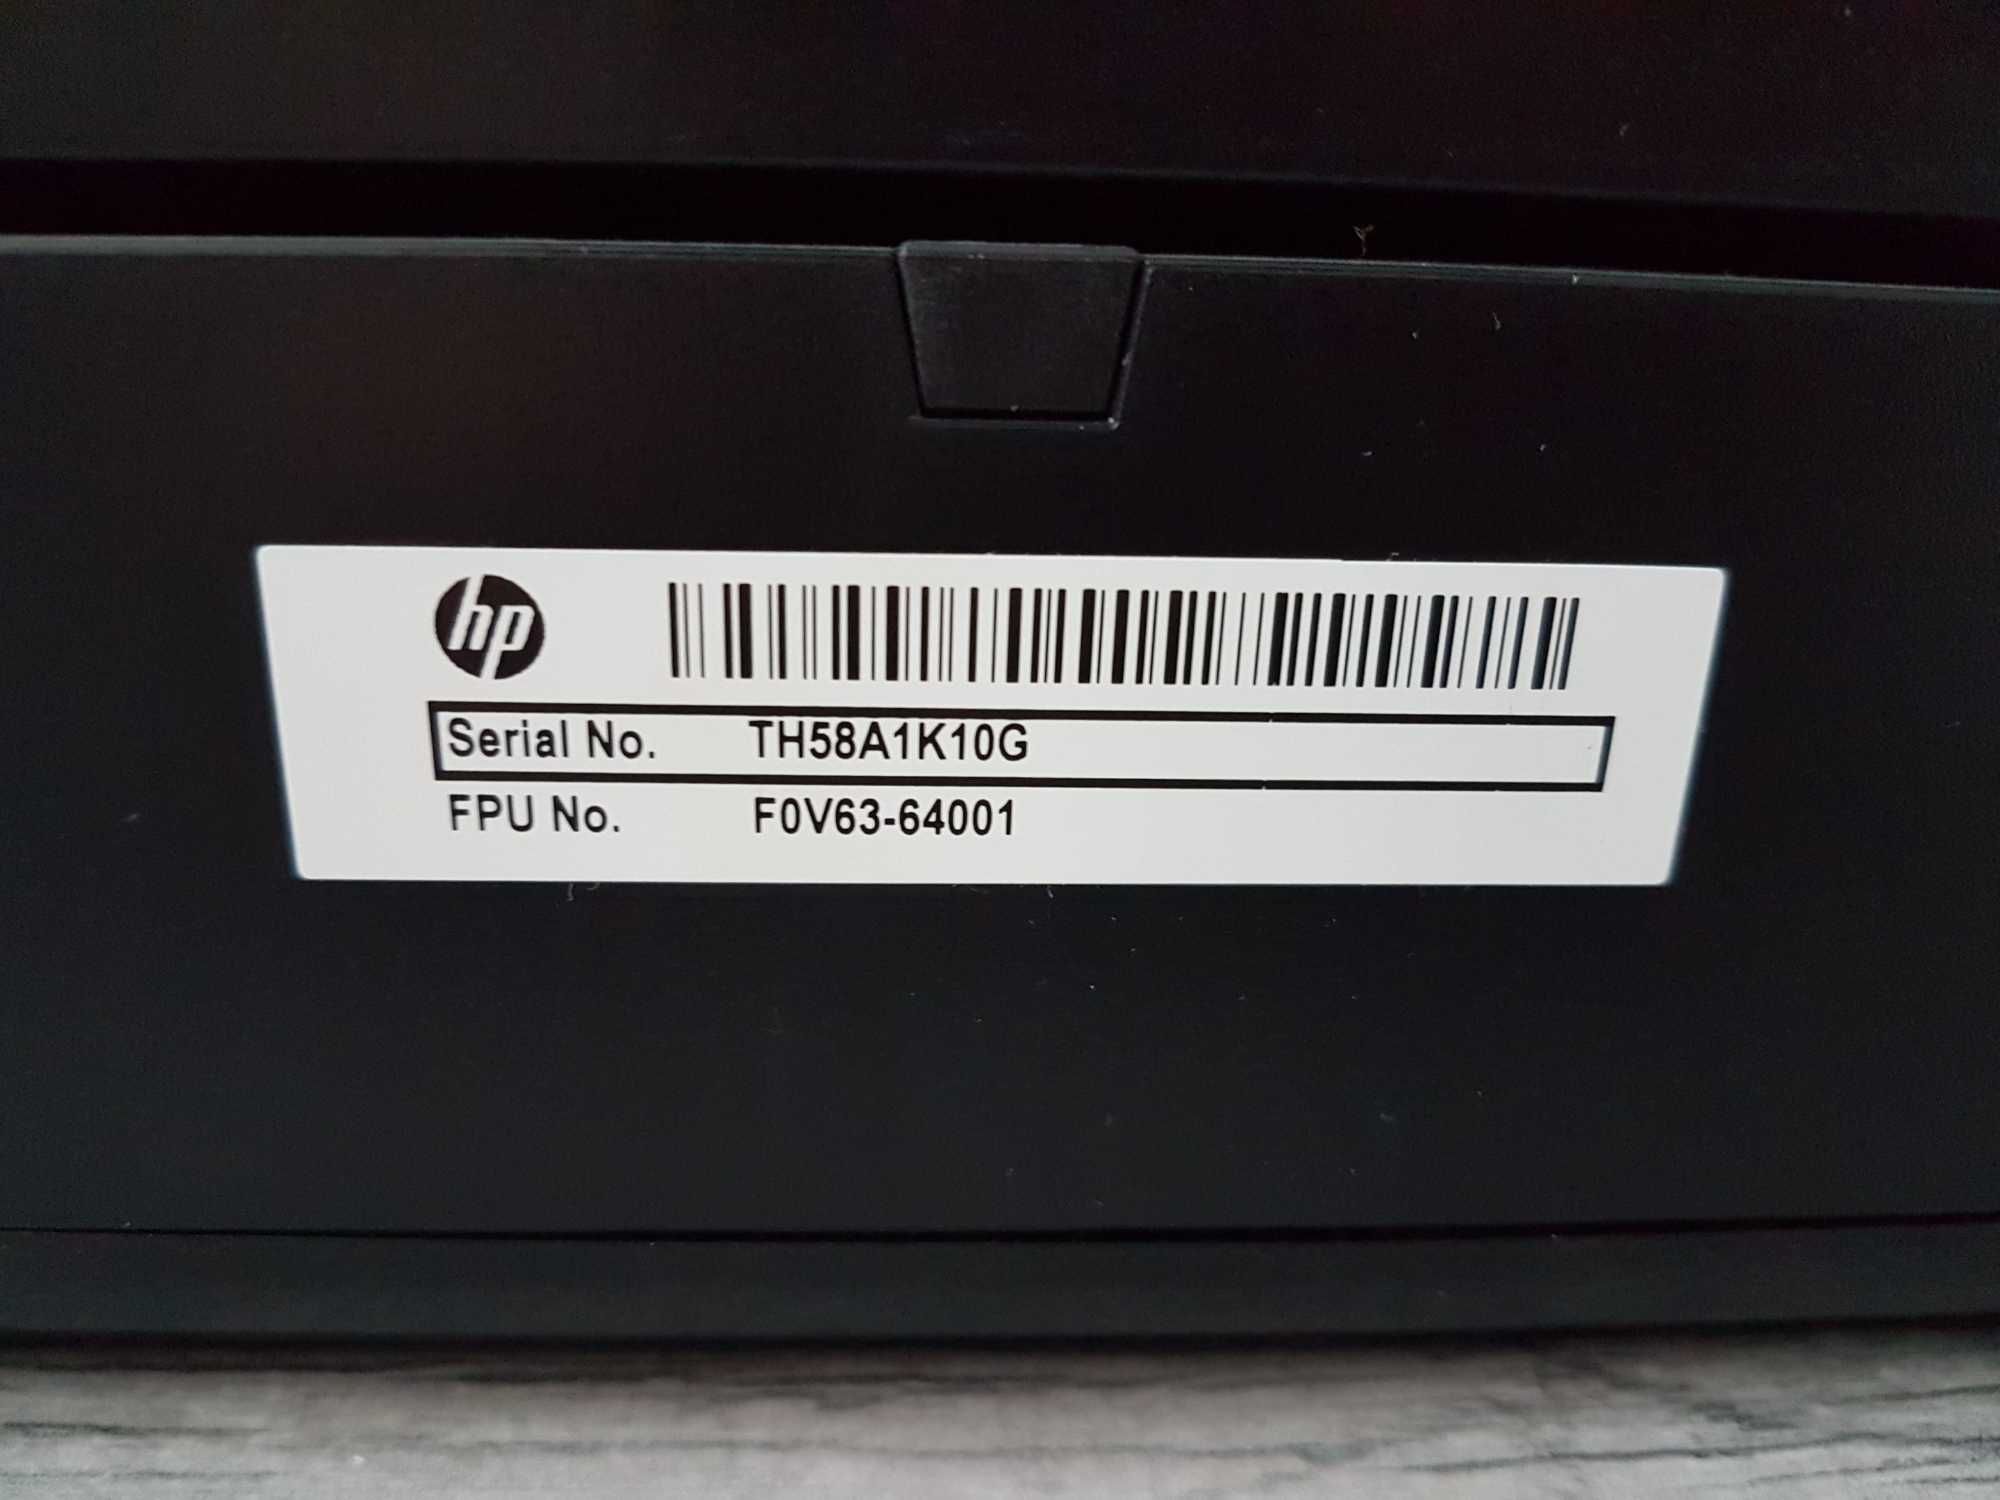 hp
Serial No. TH58A1K10G
FPU No. F0V63-64001